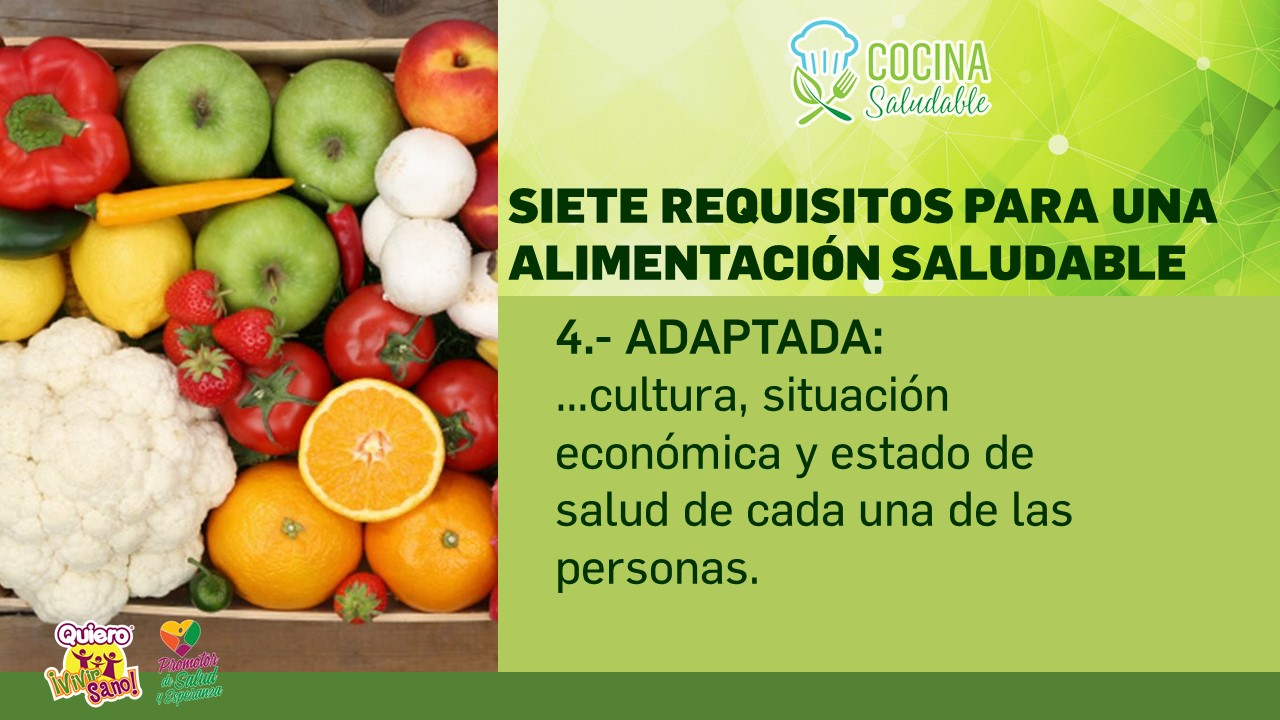 COCINA
Saludable
SIETE REQUISITOS PARA UNA
ALIMENTACIÓN SALUDABLE
4.- ADAPTADA:
...cultura, situación
económica y estado de
salud de cada una de las
personas.
Quiero
¡Vivir
Sano!
Promotor
de Salud
y Esperanza